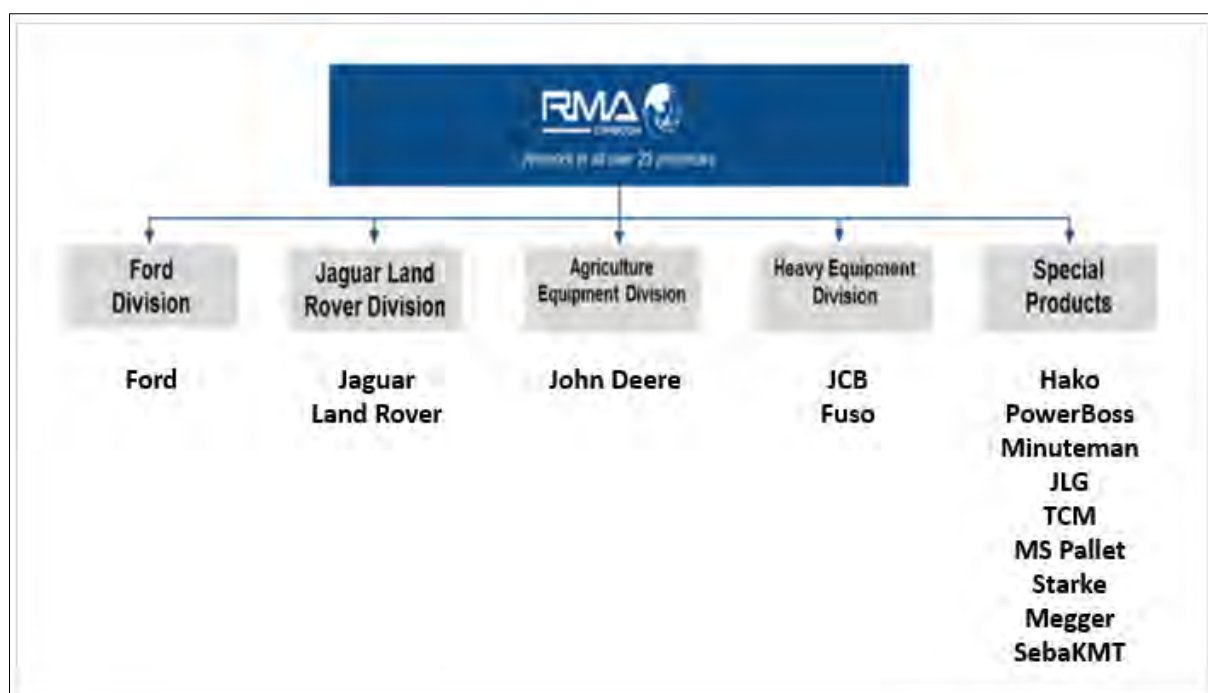 RMA
CAMBODIA
Network in all over 25 provinces
Ford
Division
Jaguar Land
Rover Division
Agriculture
Equipment Division
Heavy Equipment
Division
Special
Products
Ford
Jaguar
Land Rover
John Deere
JCB
Fuso
Hako
PowerBoss
Minuteman
JLG
TCM
MS Pallet
Starke
Megger
SebaKMT